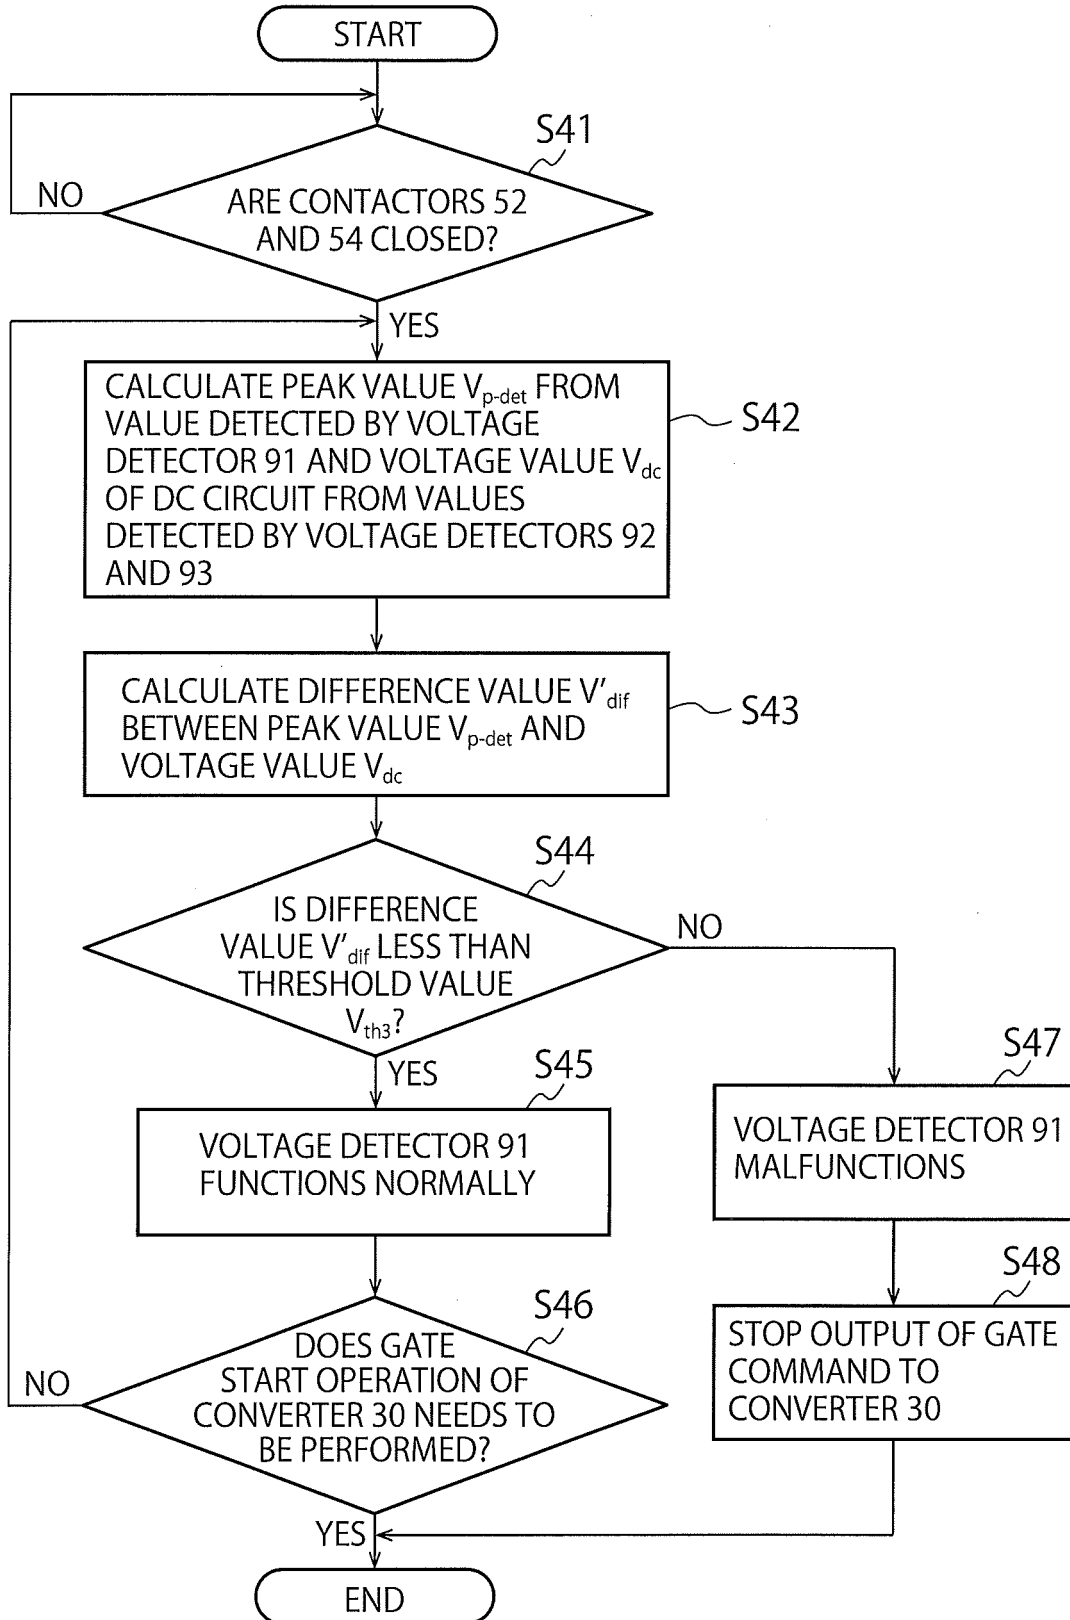 START
S41
NO
ARE CONTACTORS 52
AND 54 CLOSED?
YES
CALCULATE PEAK VALUE Vp-det FROM
VALUE DETECTED BY VOLTAGE
DETECTOR 91 AND VOLTAGE VALUE Vdc
OF DC CIRCUIT FROM VALUES
DETECTED BY VOLTAGE DETECTORS 92
AND 93
S42
CALCULATE DIFFERENCE VALUE V'dif
BETWEEN PEAK VALUE Vp-det AND
VOLTAGE VALUE Vdc
S43
S44
IS DIFFERENCE
VALUE V'dif LESS THAN
THRESHOLD VALUE
Vth3?
NO
YES
S45
VOLTAGE DETECTOR 91
FUNCTIONS NORMALLY
S47
VOLTAGE DETECTOR 91
MALFUNCTIONS
S46
DOES GATE
START OPERATION OF
CONVERTER 30 NEEDS TO
BE PERFORMED?
NO
S48
STOP OUTPUT OF GATE
COMMAND TO
CONVERTER 30
YES
END